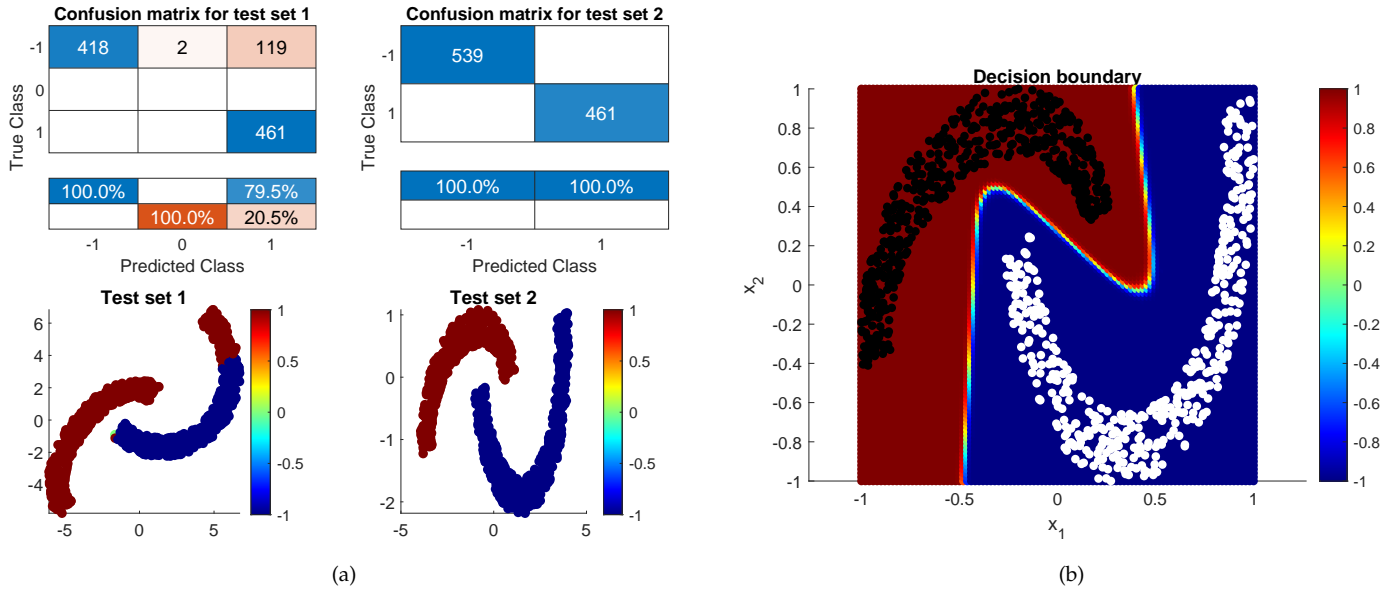 Confusion matrix for test set 1
-1 418 2 119
0
1 461
True Class
100.0% 79.5%
100.0% 20.5%
-1 0 1
Predicted Class
Confusion matrix for test set 2
-1 539
1 461
100.0% 100.0%
-1 1
Predicted Class
Test set 1
6
4
2
0
-2
-4
-5 0 5
1
0.5
0
-0.5
-1
Test set 2
1
0
-1
-2
-5 0 5
1
0.5
0
-0.5
-1
(a)
Decision boundary
1
0.8
0.6
0.4
0.2
0
-0.2
-0.4
-0.6
-0.8
-1
x2
-1 -0.5 0 0.5 1
x1
1
0.8
0.6
0.4
0.2
0
-0.2
-0.4
-0.6
-0.8
-1
(b)